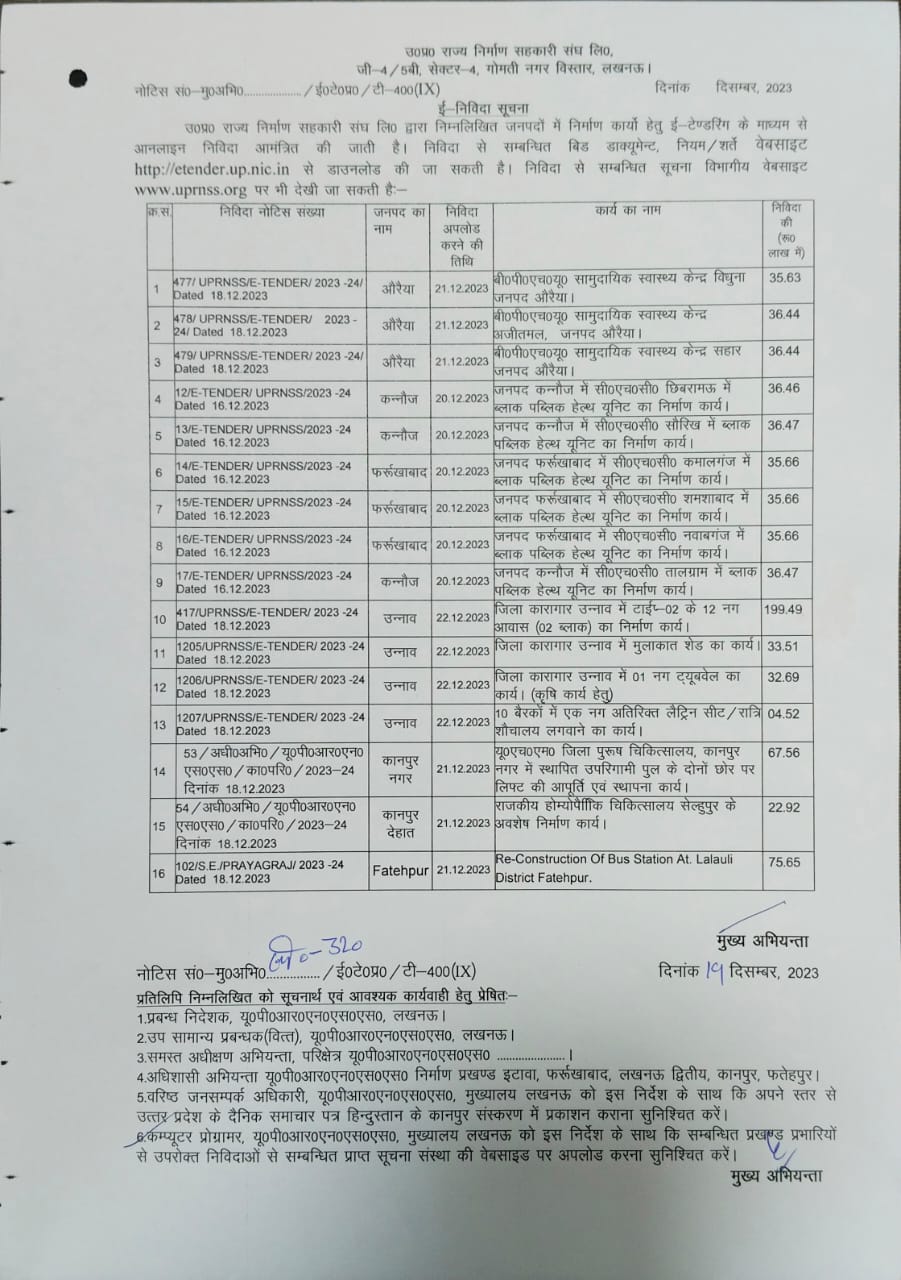 उ0प्र0 राज्य निर्माण सहकारी संघ लि0,
जी-4/5बी, सेक्टर-4, गोमती नगर विस्तार, लखनऊ।
नोटिस सं0-मु0अभि0.................../ई0टे0प्र0/टी-400(IX) दिनांक दिसम्बर, 2023
ई-निविदा सूचना
उ0प्र0 राज्य निर्माण सहकारी संघ लि0 द्वारा निम्नलिखित जनपदों में निर्माण कार्यो हेतु ई-टेण्डरिंग के माध्यम से
आनलाइन निविदा आमंत्रित की जाती है। निविदा से सम्बन्धित बिड डाक्यूमेन्ट, नियम/शर्ते वेबसाइट
http://etender.up.nic.in से डाउनलोड की जा सकती है। निविदा से सम्बन्धित सूचना विभागीय वेबसाइट
www.uprnss.org पर भी देखी जा सकती है:–
क्र.स. निविदा नोटिस संख्या जनपद का नाम निविदा अपलोड करने की तिथि कार्य का नाम निविदा की (रू0 लाख में)
1 477/ UPRNSS/E-TENDER/ 2023 -24/ Dated 18.12.2023 औरैया 21.12.2023 बी0पी0एच0यू0 सामुदायिक स्वास्थ्य केन्द्र विधुना जनपद औरैया। 35.63
2 478/ UPRNSS/E-TENDER/ 2023 -24/ Dated 18.12.2023 औरैया 21.12.2023 बी0पी0एच0यू0 सामुदायिक स्वास्थ्य केन्द्र अजीतमल, जनपद औरैया। 36.44
3 479/ UPRNSS/E-TENDER/ 2023 -24/ Dated 18.12.2023 औरैया 21.12.2023 बी0पी0एच0यू0 सामुदायिक स्वास्थ्य केन्द्र सहार जनपद औरैया। 36.44
4 12/E-TENDER/ UPRNSS/2023 -24 Dated 16.12.2023 कन्नौज 20.12.2023 जनपद कन्नौज में सी0एच0सी0 छिबरामऊ में ब्लाक पब्लिक हेल्थ यूनिट का निर्माण कार्य। 36.46
5 13/E-TENDER/ UPRNSS/2023 -24 Dated 16.12.2023 कन्नौज 20.12.2023 जनपद कन्नौज में सी0एच0सी0 सौरिख में ब्लाक पब्लिक हेल्थ यूनिट का निर्माण कार्य। 36.47
6 14/E-TENDER/ UPRNSS/2023 -24 Dated 16.12.2023 फर्रूखाबाद 20.12.2023 जनपद फर्रूखाबाद में सी0एच0सी0 कमालगंज में ब्लाक पब्लिक हेल्थ यूनिट का निर्माण कार्य। 35.66
7 15/E-TENDER/ UPRNSS/2023 -24 Dated 16.12.2023 फर्रूखाबाद 20.12.2023 जनपद फर्रूखाबाद में सी0एच0सी0 शमशाबाद में ब्लाक पब्लिक हेल्थ यूनिट का निर्माण कार्य। 35.66
8 16/E-TENDER/ UPRNSS/2023 -24 Dated 16.12.2023 फर्रूखाबाद 20.12.2023 जनपद फर्रूखाबाद में सी0एच0सी0 नवाबगंज में ब्लाक पब्लिक हेल्थ यूनिट का निर्माण कार्य। 35.66
9 17/E-TENDER/ UPRNSS/2023 -24 Dated 16.12.2023 कन्नौज 20.12.2023 जनपद कन्नौज में सी0एच0सी0 तालग्राम में ब्लाक पब्लिक हेल्थ यूनिट का निर्माण कार्य। 36.47
10 417/UPRNSS/E-TENDER/ 2023 -24 Dated 18.12.2023 उन्नाव 22.12.2023 जिला कारागार उन्नाव में टाईप-02 के 12 नग आवास (02 ब्लाक) का निर्माण कार्य। 199.49
11 1205/UPRNSS/E-TENDER/ 2023 -24 Dated 18.12.2023 उन्नाव 22.12.2023 जिला कारागार उन्नाव में मुलाकात शेड का कार्य। 33.51
12 1206/UPRNSS/E-TENDER/ 2023 -24 Dated 18.12.2023 उन्नाव 22.12.2023 जिला कारागार उन्नाव में 01 नग ट्यूबवेल का कार्य। (कृषि कार्य हेतु) 32.69
13 1207/UPRNSS/E-TENDER/ 2023 -24 Dated 18.12.2023 उन्नाव 22.12.2023 10 बैरकों में एक नग अतिरिक्त लैट्रिन सीट/रात्रि शौचालय लगवाने का कार्य। 04.52
14 53/अधी0अभि0/यू0पी0आर0एन0 एस0एस0/का0परि0/2023-24 दिनांक 18.12.2023 कानपुर नगर 21.12.2023 यू0एच0एम0 जिला पुरूष चिकित्सालय, कानपुर नगर में स्थापित उपरिगामी पुल के दोनों छोर पर लिफ्ट की आपूर्ति एवं स्थापना कार्य। 67.56
15 54/अधी0अभि0/यू0पी0आर0एन0 एस0एस0/का0परि0/2023-24 दिनांक 18.12.2023 कानपुर देहात 21.12.2023 राजकीय चिकित्सालय सेल्हुपुर के अवशेष निर्माण कार्य। 22.92
16 102/S.E./PRAYAGRAJ/ 2023 -24 Dated 18.12.2023 Fatehpur 21.12.2023 Re-Construction Of Bus Station At. Lalauli District Fatehpur. 75.65
मुख्य अभियन्ता
नोटिस सं0-मु0अभि0................/ई0टे0प्र0/टी-400(IX) 320 दिनांक 19 दिसम्बर, 2023
प्रतिलिपि निम्नलिखित को सूचनार्थ एवं आवश्यक कार्यवाही हेतु प्रेषितः–
1.प्रबन्ध निदेशक, यू0पी0आर0एन0एस0एस0, लखनऊ।
2.उप सामान्य प्रबन्धक(वित्त), यू0पी0आर0एन0एस0एस0, लखनऊ।
3.समस्त अधीक्षण अभियन्ता, परिक्षेत्र यू0पी0आर0एन0एस0एस0 ......................।
4.अधिशासी अभियन्ता यू0पी0आर0एन0एस0एस0 निर्माण प्रखण्ड इटावा, फर्रूखाबाद, लखनऊ द्वितीय, कानपुर, फतेहपुर।
5.वरिष्ठ जनसम्पर्क अधिकारी, यू0पी0आर0एन0एस0एस0, मुख्यालय लखनऊ को इस निर्देश के साथ कि अपने स्तर से
उत्तर प्रदेश के दैनिक समाचार पत्र हिन्दुस्तान के कानपुर संस्करण में प्रकाशन कराना सुनिश्चित करें।
6.कम्प्यूटर प्रोग्रामर, यू0पी0आर0एन0एस0एस0, मुख्यालय लखनऊ को इस निर्देश के साथ कि सम्बन्धित प्रखण्ड प्रभारियों
से उपरोक्त निविदाओं से सम्बन्धित प्राप्त सूचना संस्था की वेबसाइड पर अपलोड करना सुनिश्चित करें।
मुख्य अभियन्ता